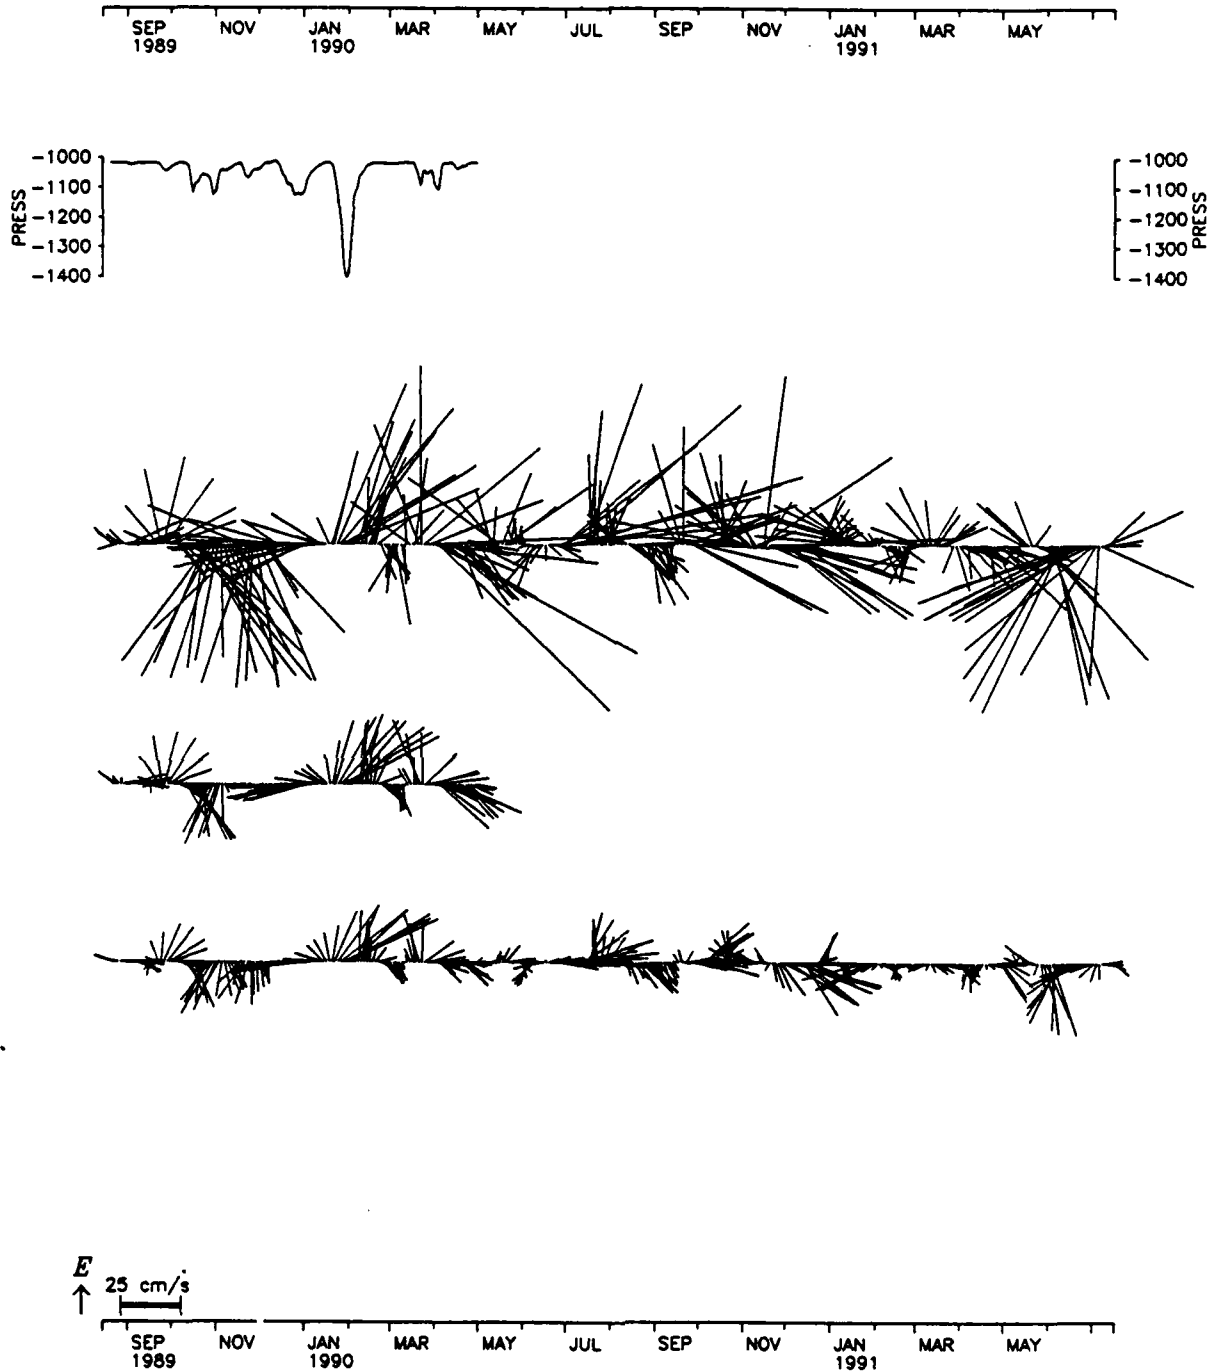 SEP NOV JAN MAR MAY JUL SEP NOV JAN MAR MAY
1989 1990 1991
-1000 -1000
-1100 -1100
-1200 -1200
-1300 -1300
-1400 -1400
PRESS
PRESS
E
25 cm/s
SEP NOV JAN MAR MAY JUL SEP NOV JAN MAR MAY
1989 1990 1991